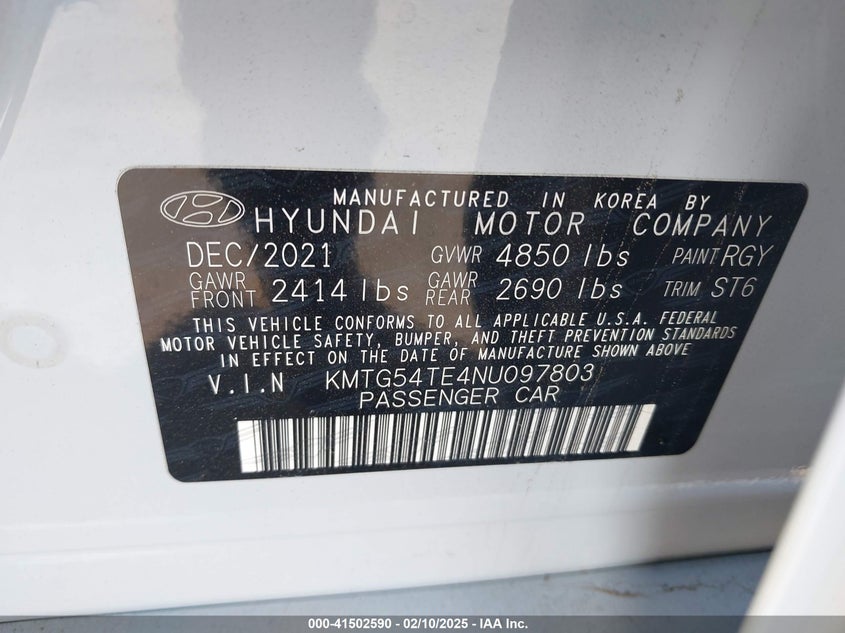 MANUFACTURED IN KOREA BY
HYUNDAI MOTOR COMPANY
DEC/2021 GVWR 4850 lbs PAINT RGY
GAWR FRONT 2414 lbs GAWR REAR 2690 lbs TRIM ST6
THIS VEHICLE CONFORMS TO ALL APPLICABLE U.S.A. FEDERAL
MOTOR VEHICLE SAFETY, BUMPER, AND THEFT PREVENTION STANDARDS
IN EFFECT ON THE DATE OF MANUFACTURE SHOWN ABOVE
V.I.N KMTG54TE4NU097803
PASSENGER CAR
000-41502590 - 02/10/2025 - IAA Inc.